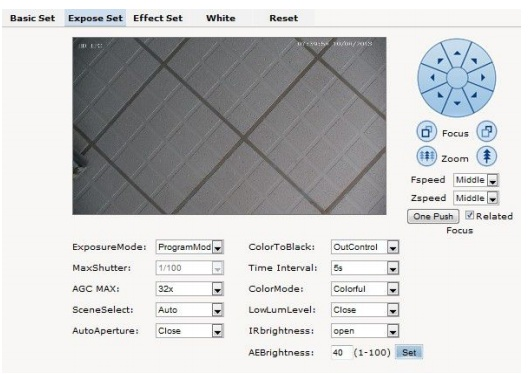 Basic Set Expose Set Effect Set White Reset
Focus
Zoom
Fspeed Middle
Zspeed Middle
One Push Related
Focus
ExposureMode: ProgramMod ColorToBlack: OutControl
MaxShutter: 1/100 Time Interval: 5s
AGC MAX: 32x ColorMode: Colorful
SceneSelect: Auto LowLumLevel: Close
AutoAperture: Close IRbrightness: open
AEBrightness: 40 (1-100) Set